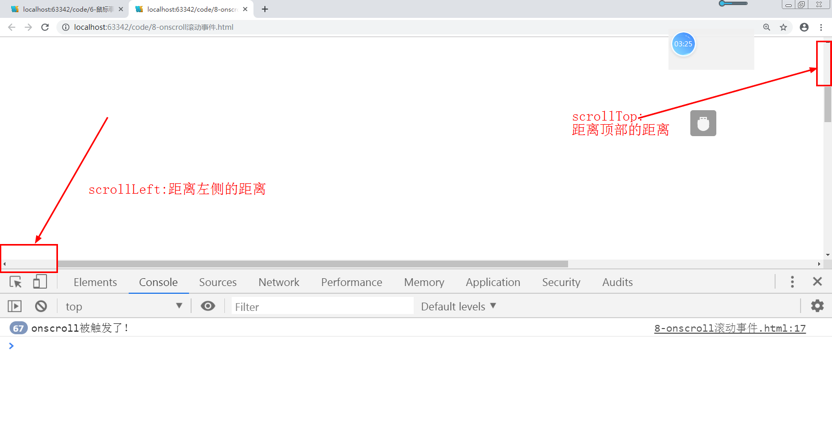 localhost:63342/code/6-鼠标
localhost:63342/code/8-onscr
localhost:63342/code/8-onscroll滚动事件.html
03:25
scrollTop:
距离顶部的距离
scrollLeft:距离左侧的距离
Elements Console Sources Network Performance Memory Application Security Audits
top Filter Default levels
67 onscroll被触发了! 8-onscroll滚动事件.html:17